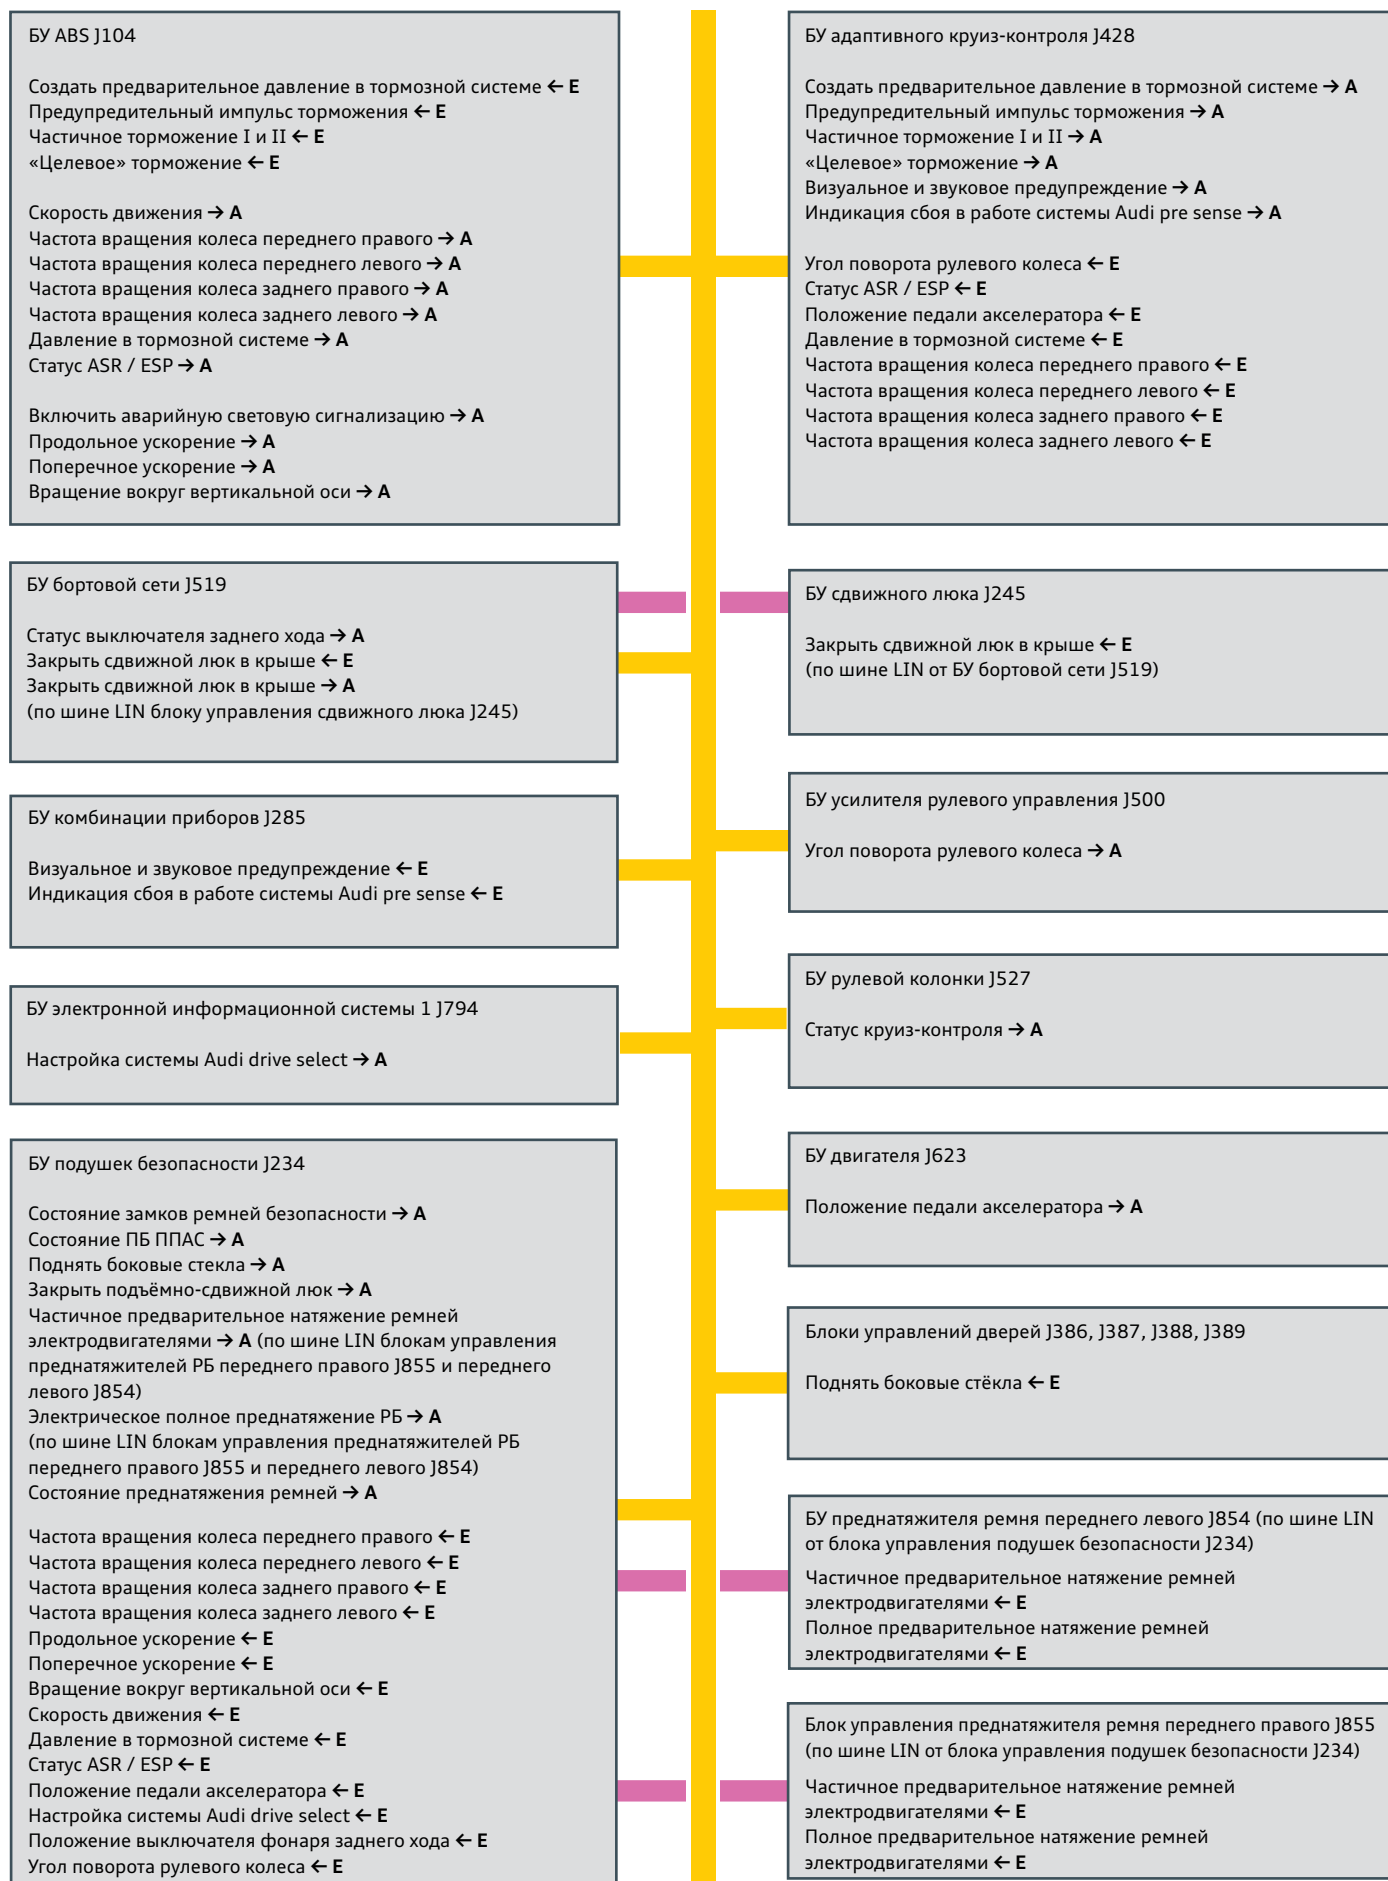 БУ ABS J104
Создать предварительное давление в тормозной системе ← E
Предупредительный импульс торможения ← E
Частичное торможение I и II ← E
«Целевое» торможение ← E
Скорость движения → A
Частота вращения колеса переднего правого → A
Частота вращения колеса переднего левого → A
Частота вращения колеса заднего правого → A
Частота вращения колеса заднего левого → A
Давление в тормозной системе → A
Статус ASR / ESP → A
Включить аварийную световую сигнализацию → A
Продольное ускорение → A
Поперечное ускорение → A
Вращение вокруг вертикальной оси → A
БУ адаптивного круиз-контроля J428
Создать предварительное давление в тормозной системе → A
Предупредительный импульс торможения → A
Частичное торможение I и II → A
«Целевое» торможение → A
Визуальное и звуковое предупреждение → A
Индикация сбоя в работе системы Audi pre sense → A
Угол поворота рулевого колеса ← E
Статус ASR / ESP ← E
Положение педали акселератора ← E
Давление в тормозной системе ← E
Частота вращения колеса переднего правого ← E
Частота вращения колеса переднего левого ← E
Частота вращения колеса заднего правого ← E
Частота вращения колеса заднего левого ← E
БУ бортовой сети J519
Статус выключателя заднего хода → A
Закрыть сдвижной люк в крыше ← E
Закрыть сдвижной люк в крыше → A
(по шине LIN блоку управления сдвижного люка J245)
БУ сдвижного люка J245
Закрыть сдвижной люк в крыше ← E
(по шине LIN от БУ бортовой сети J519)
БУ комбинации приборов J285
Визуальное и звуковое предупреждение ← E
Индикация сбоя в работе системы Audi pre sense ← E
БУ усилителя рулевого управления J500
Угол поворота рулевого колеса → A
БУ электронной информационной системы 1 J794
Настройка системы Audi drive select → A
БУ рулевой колонки J527
Статус круиз-контроля → A
БУ двигателя J623
Положение педали акселератора → A
Блоки управлений дверей J386, J387, J388, J389
Поднять боковые стёкла ← E
БУ подушек безопасности J234
Состояние замков ремней безопасности → A
Состояние ПБ ППАС → A
Поднять боковые стекла → A
Закрыть подъёмно-сдвижной люк → A
Частичное предварительное натяжение ремней
электродвигателями → A (по шине LIN блокам управления
преднатяжителей РБ переднего правого J855 и переднего
левого J854)
Электрическое полное преднатяжение РБ → A
(по шине LIN блокам управления преднатяжителей РБ
переднего правого J855 и переднего левого J854)
Состояние преднатяжения ремней → A
Частота вращения колеса переднего правого ← E
Частота вращения колеса переднего левого ← E
Частота вращения колеса заднего правого ← E
Частота вращения колеса заднего левого ← E
Продольное ускорение ← E
Поперечное ускорение ← E
Вращение вокруг вертикальной оси ← E
Скорость движения ← E
Давление в тормозной системе ← E
Статус ASR / ESP ← E
Положение педали акселератора ← E
Настройка системы Audi drive select ← E
Положение выключателя фонаря заднего хода ← E
Угол поворота рулевого колеса ← E
БУ преднатяжителя ремня переднего левого J854 (по шине LIN
от блока управления подушек безопасности J234)
Частичное предварительное натяжение ремней
электродвигателями ← E
Полное предварительное натяжение ремней
электродвигателями ← E
Блок управления преднатяжителя ремня переднего правого J855
(по шине LIN от блока управления подушек безопасности J234)
Частичное предварительное натяжение ремней
электродвигателями ← E
Полное предварительное натяжение ремней
электродвигателями ← E